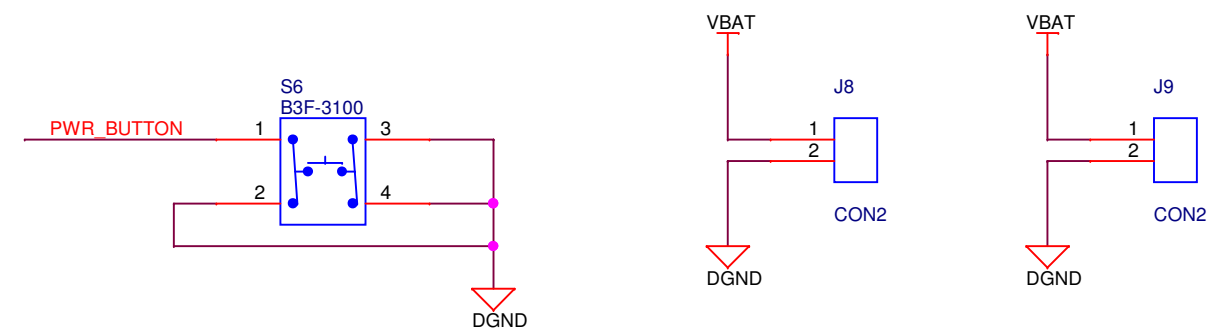 VBAT
VBAT
S6
B3F-3100
J8
J9
PWR_BUTTON
1
3
1
2
1
2
2
4
CON2
CON2
DGND
DGND
DGND